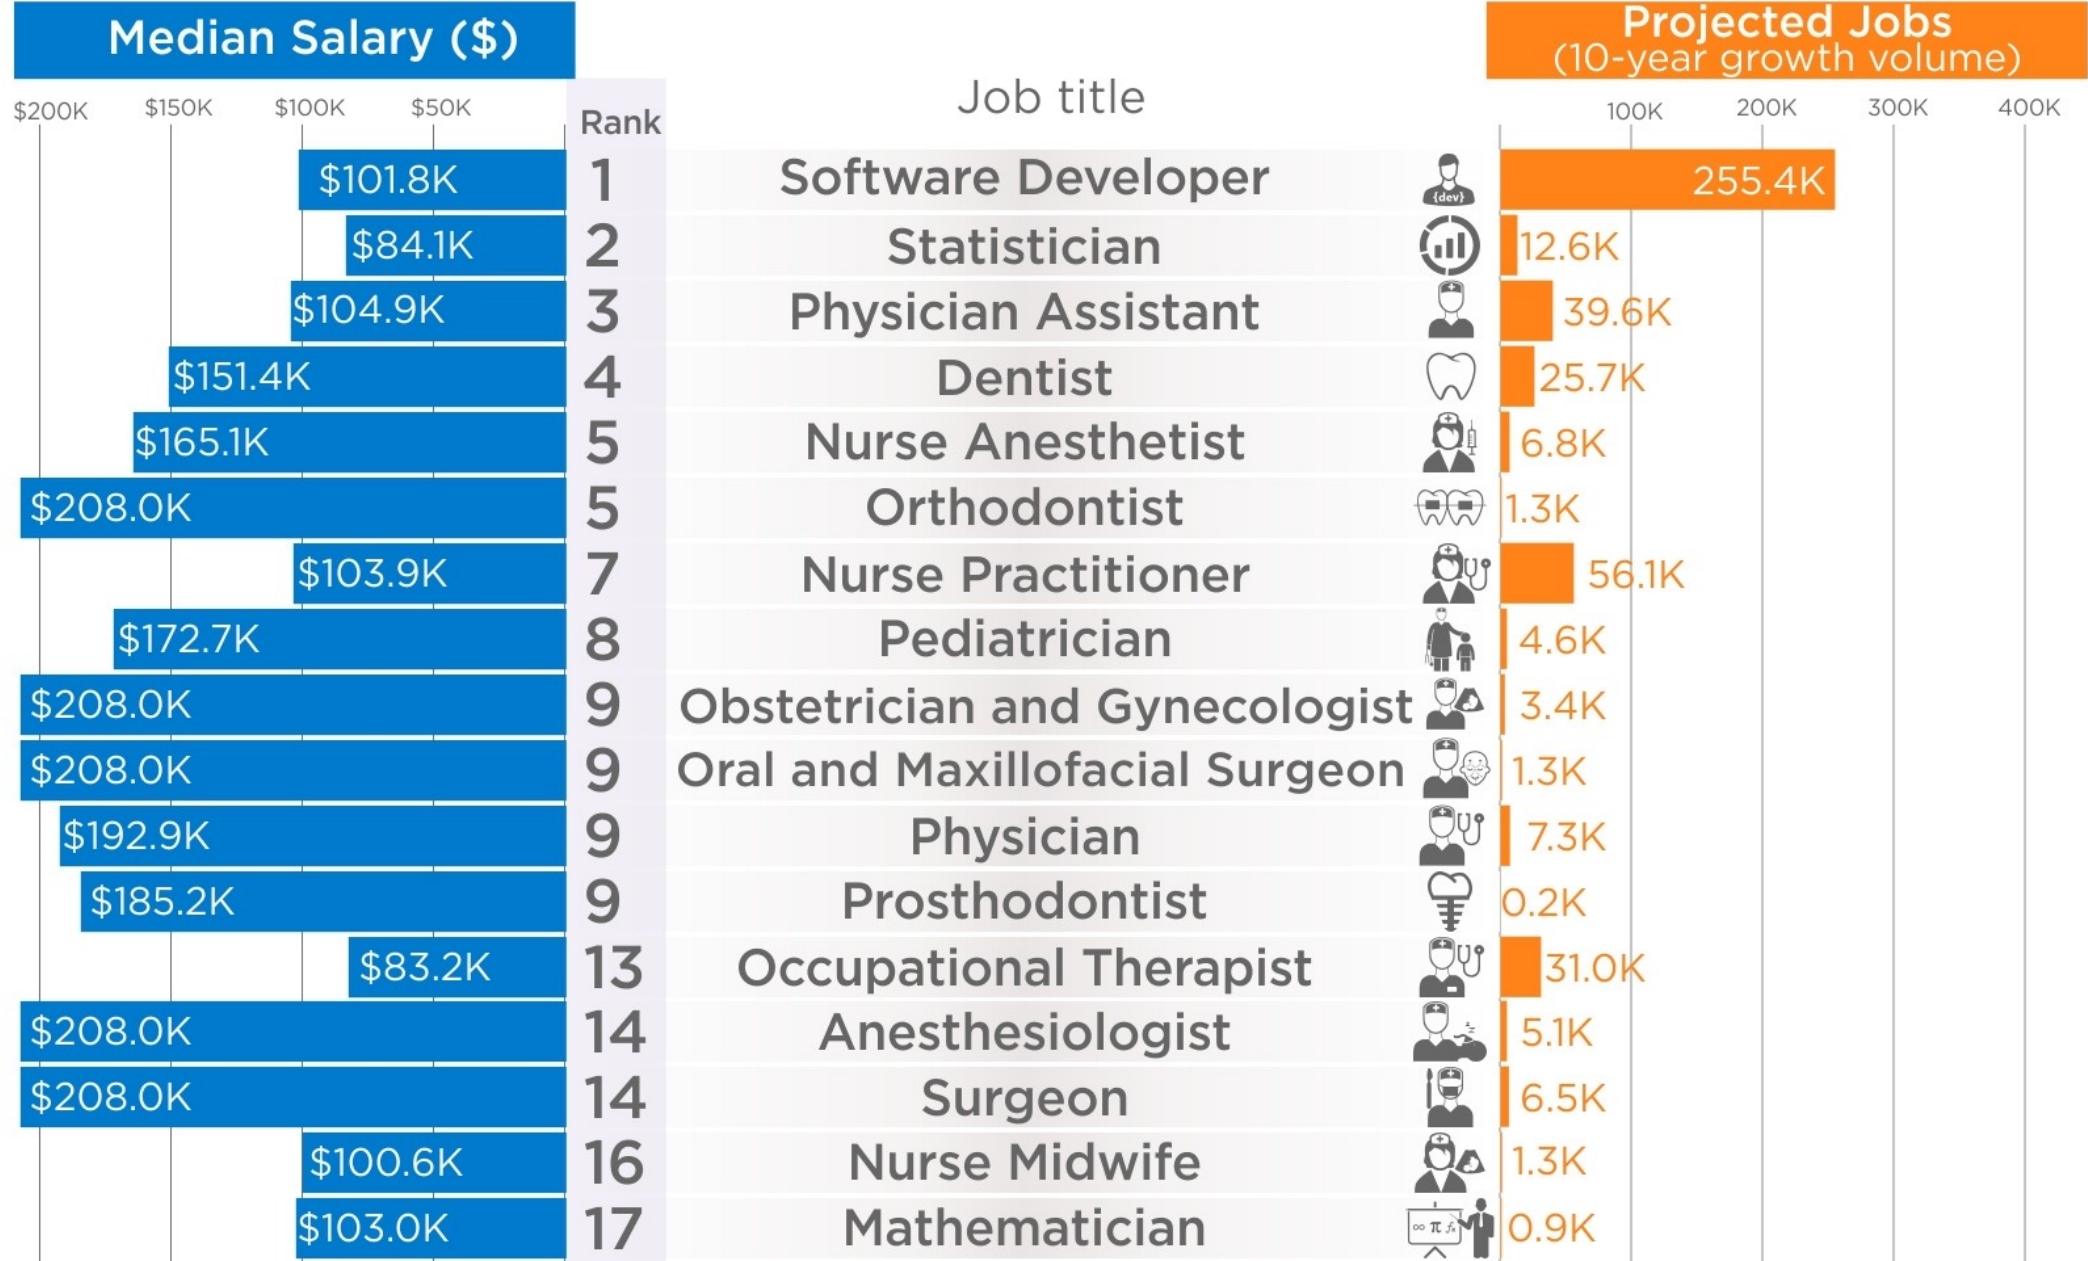 Median Salary ($)
Projected Jobs
(10-year growth volume)
$200K $150K $100K $50K Rank Job title 100K 200K 300K 400K
$101.8K 1 Software Developer {dev} 255.4K
$84.1K 2 Statistician 12.6K
$104.9K 3 Physician Assistant 39.6K
$151.4K 4 Dentist 25.7K
$165.1K 5 Nurse Anesthetist 6.8K
$208.0K 5 Orthodontist 1.3K
$103.9K 7 Nurse Practitioner 56.1K
$172.7K 8 Pediatrician 4.6K
$208.0K 9 Obstetrician and Gynecologist 3.4K
$208.0K 9 Oral and Maxillofacial Surgeon 1.3K
$192.9K 9 Physician 7.3K
$185.2K 9 Prosthodontist 0.2K
$83.2K 13 Occupational Therapist 31.0K
$208.0K 14 Anesthesiologist 5.1K
$208.0K 14 Surgeon 6.5K
$100.6K 16 Nurse Midwife 1.3K
$103.0K 17 Mathematician ∞ π 0.9K